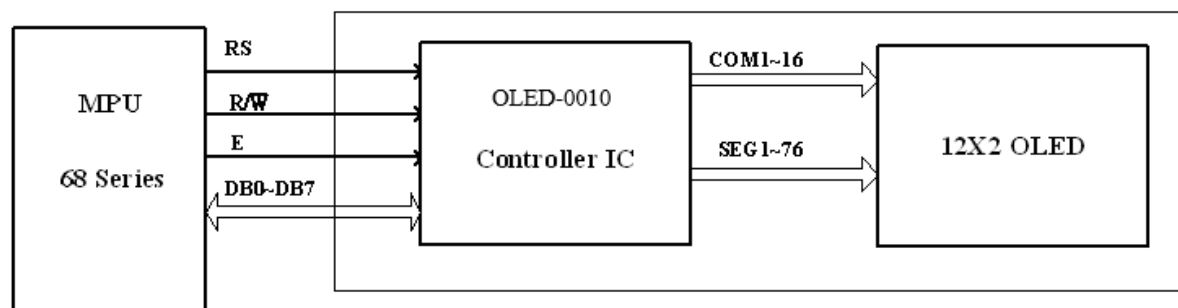 MPU
68 Series
RS
R/W̅
E
DB0~DB7
OLED-0010
Controller IC
COM1~16
SEG1~76
12X2 OLED